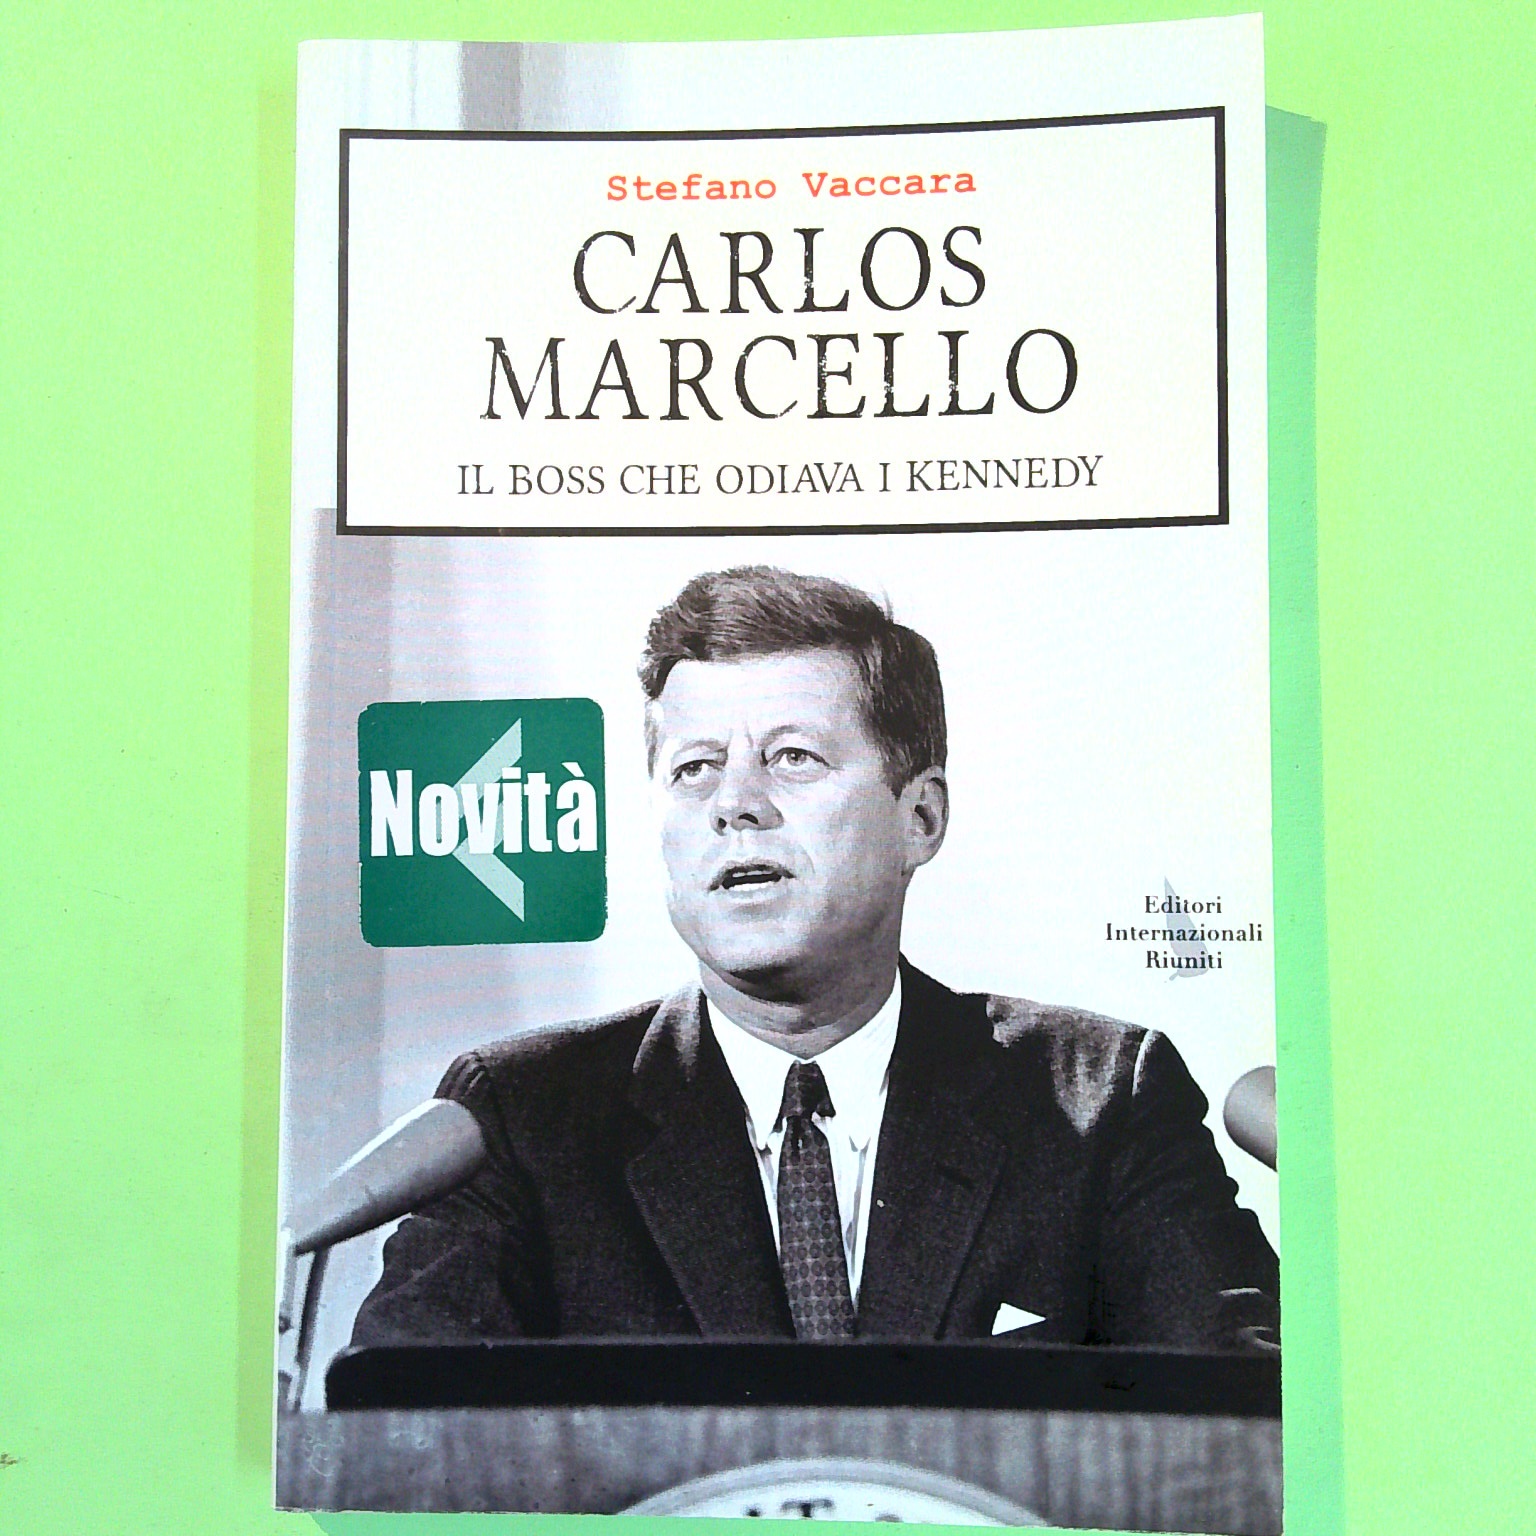 Stefano Vaccara
CARLOS
MARCELLO
IL BOSS CHE ODIAVA I KENNEDY
Novità
Editori
Internazionali
Riuniti